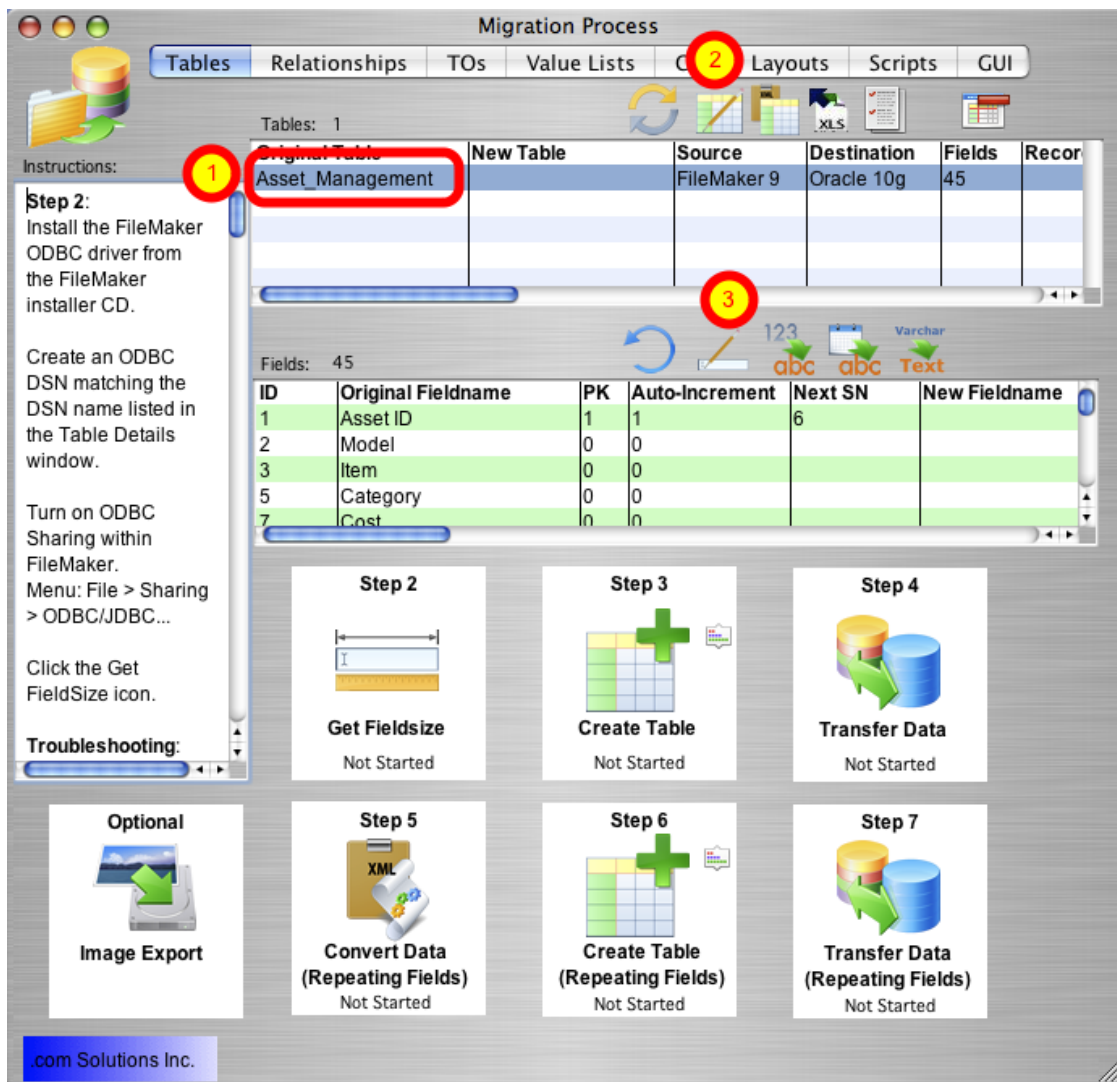 Migration Process
Tables Relationships TOs Value Lists Layouts Scripts GUI
2
Tables: 1
XML
XLS
Instructions:
1
Original Table New Table Source Destination Fields Recor
Asset_Management FileMaker 9 Oracle 10g 45
Step 2:
Install the FileMaker
ODBC driver from
the FileMaker
installer CD.
Create an ODBC
DSN matching the
DSN name listed in
the Table Details
window.
Turn on ODBC
Sharing within
FileMaker.
Menu: File > Sharing
> ODBC/JDBC...
Click the Get
FieldSize icon.
Troubleshooting:
3
Fields: 45
123
abc
abc
Varchar
Text
ID Original Fieldname PK Auto-Increment Next SN New Fieldname
1 Asset ID 1 1 6
2 Model 0 0
3 Item 0 0
5 Category 0 0
7 Cost 0 0
Step 2
Get Fieldsize
Not Started
Step 3
Create Table
Not Started
Step 4
Transfer Data
Not Started
Optional
Image Export
Step 5
XML
Convert Data
(Repeating Fields)
Not Started
Step 6
Create Table
(Repeating Fields)
Not Started
Step 7
Transfer Data
(Repeating Fields)
Not Started
.com Solutions Inc.